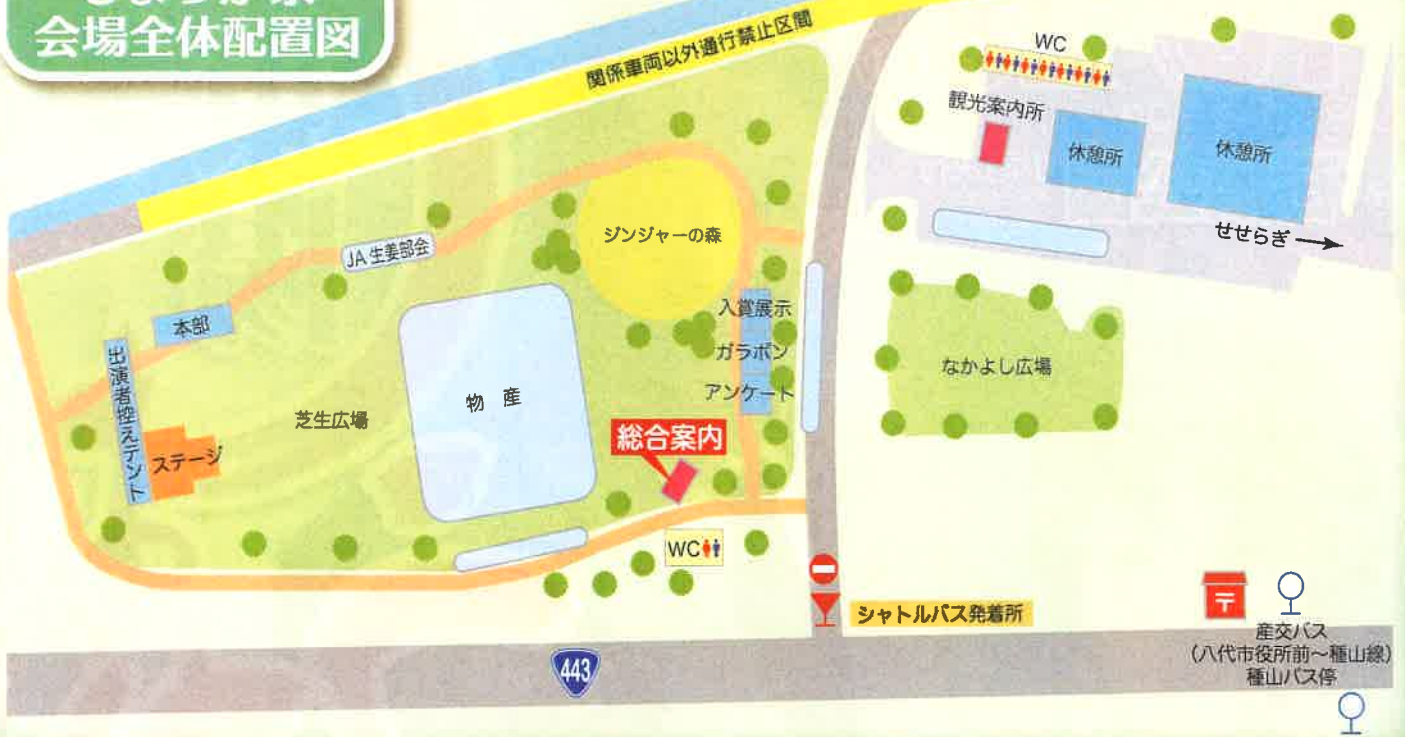 しょうが祭
会場全体配置図
関係車両以外通行禁止区間
WC
観光案内所
休憩所
休憩所
せせらぎ
ジンジャーの森
JA 生姜部会
本部
入賞展示
ガラポン
アンケート
なかよし広場
出演者控えテント
ステージ
芝生広場
物 産
総合案内
WC
シャトルバス発着所
〒
産交バス
(八代市役所前〜種山線)
種山バス停
443